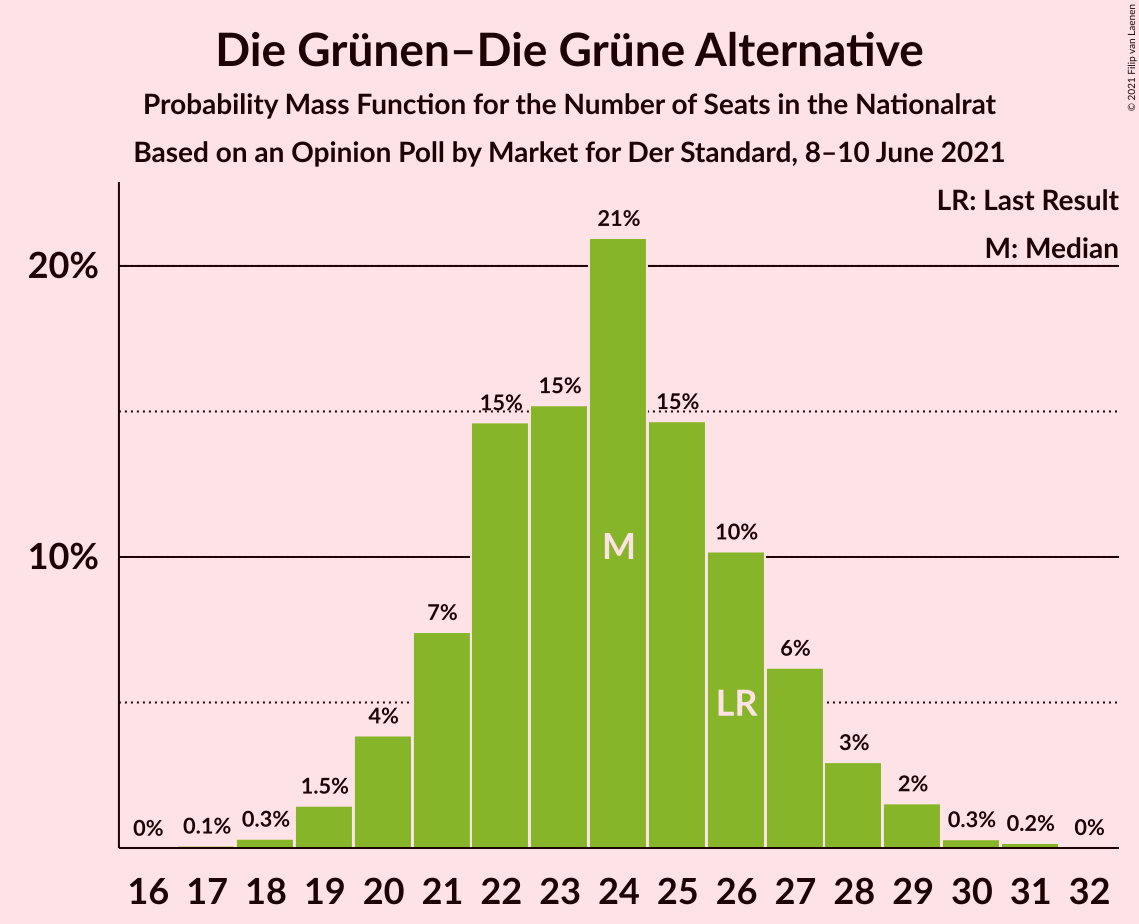 Die Grünen–Die Grüne Alternative
Probability Mass Function for the Number of Seats in the Nationalrat
Based on an Opinion Poll by Market for Der Standard, 8–10 June 2021
© 2021 Filip van Laenen
LR: Last Result
M: Median
20%
10%
0%
0.1%
0.3%
1.5%
4%
7%
15%
15%
21%
15%
10%
6%
3%
2%
0.3%
0.2%
0%
M
LR
16 17 18 19 20 21 22 23 24 25 26 27 28 29 30 31 32